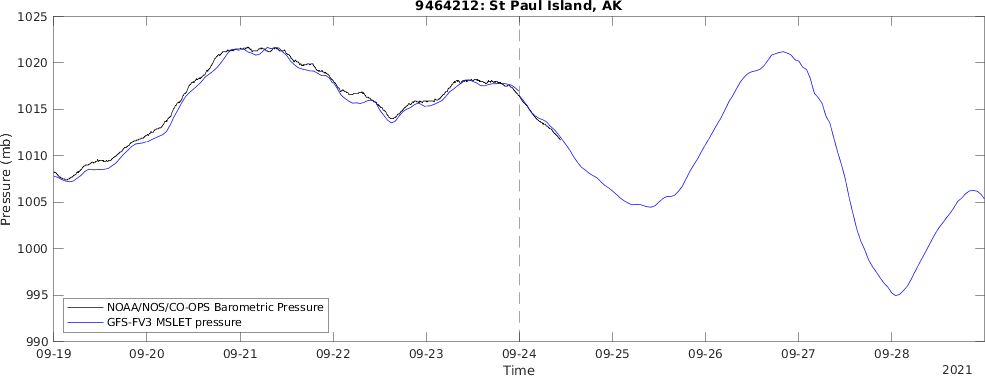 9464212: St Paul Island, AK
Pressure (mb)
1025
1020
1015
1010
1005
1000
995
990
NOAA/NOS/CO-OPS Barometric Pressure
GFS-FV3 MSLET pressure
09-19 09-20 09-21 09-22 09-23 09-24 09-25 09-26 09-27 09-28
Time
2021